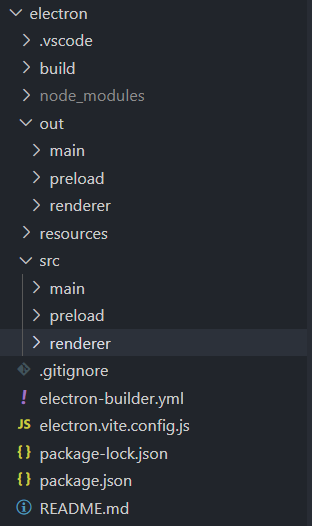 electron
.vscode
build
node_modules
out
main
preload
renderer
resources
src
main
preload
renderer
.gitignore
! electron-builder.yml
JS electron.vite.config.js
{} package-lock.json
{} package.json
README.md